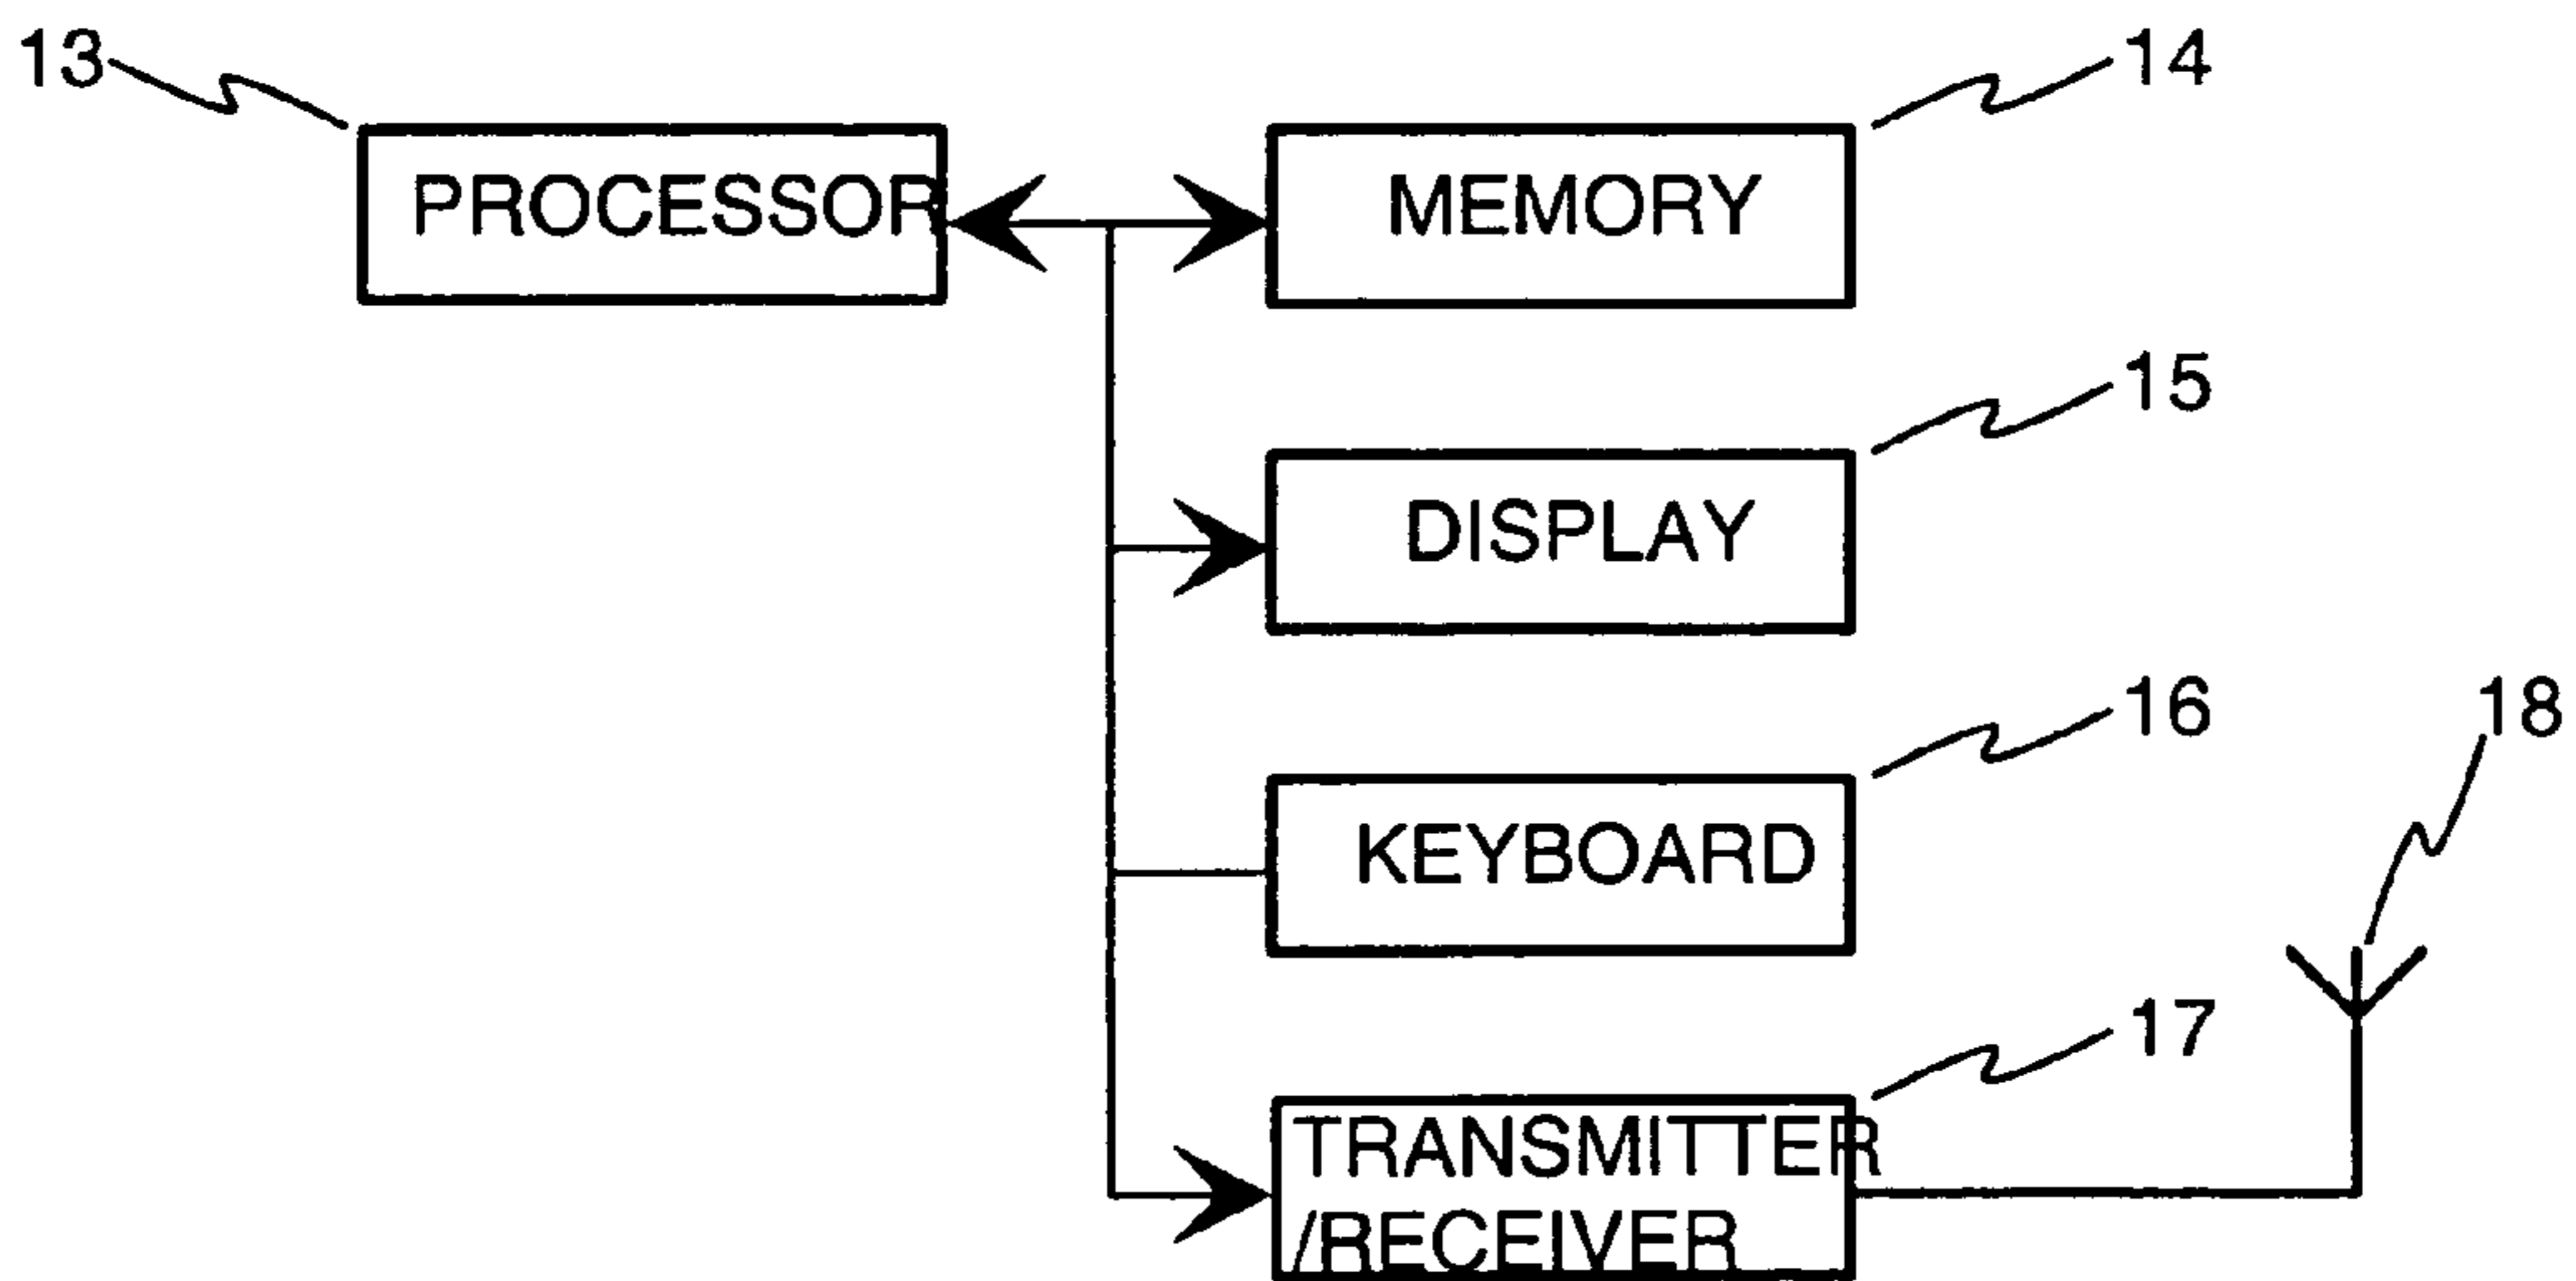 13
14
PROCESSOR
MEMORY
15
DISPLAY
16
18
KEYBOARD
17
TRANSMITTER
/RECEIVER